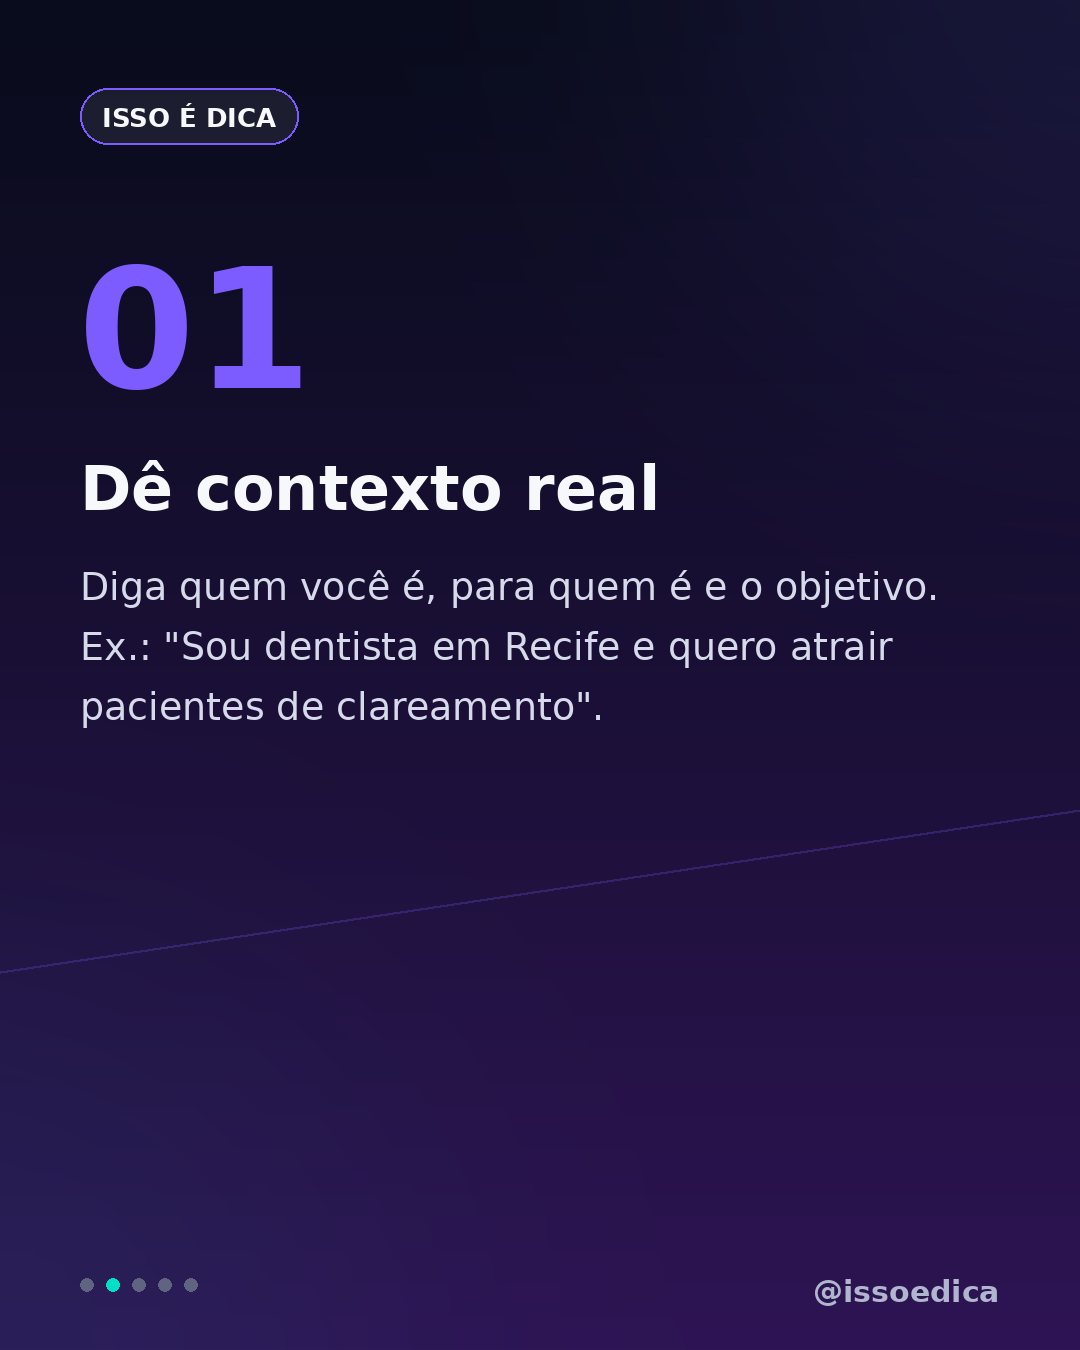 ISSO É DICA
01
Dê contexto real
Diga quem você é, para quem é e o objetivo.
Ex.: "Sou dentista em Recife e quero atrair
pacientes de clareamento".
@issoedica